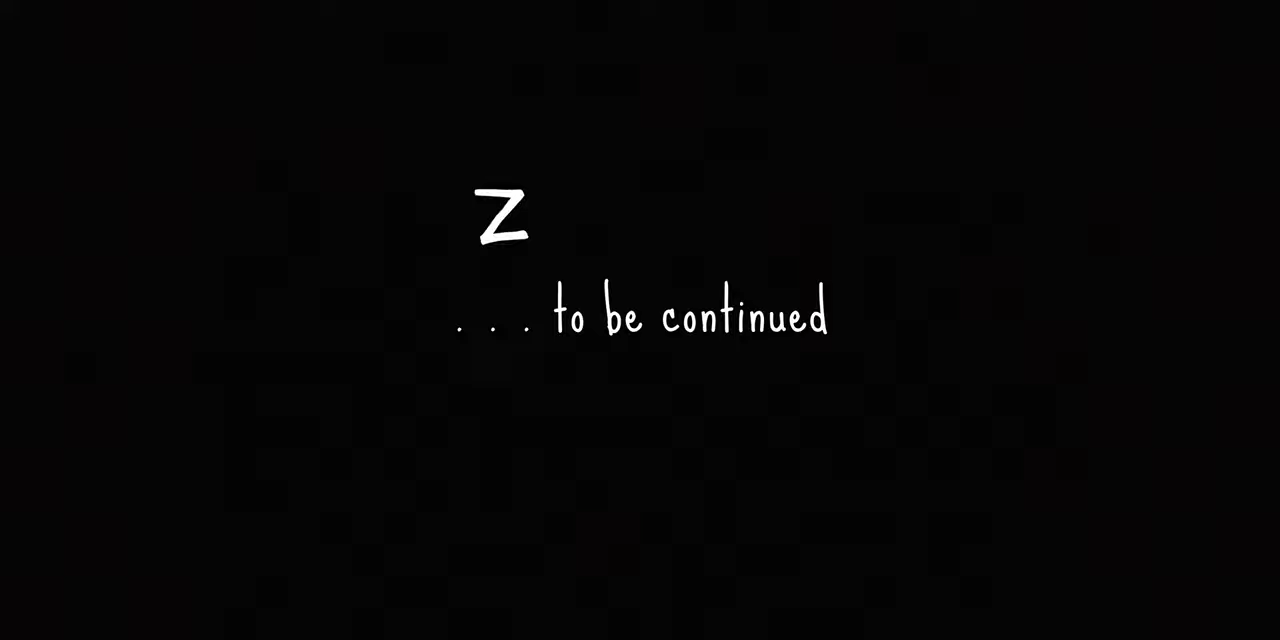 Z
. . . to be continued